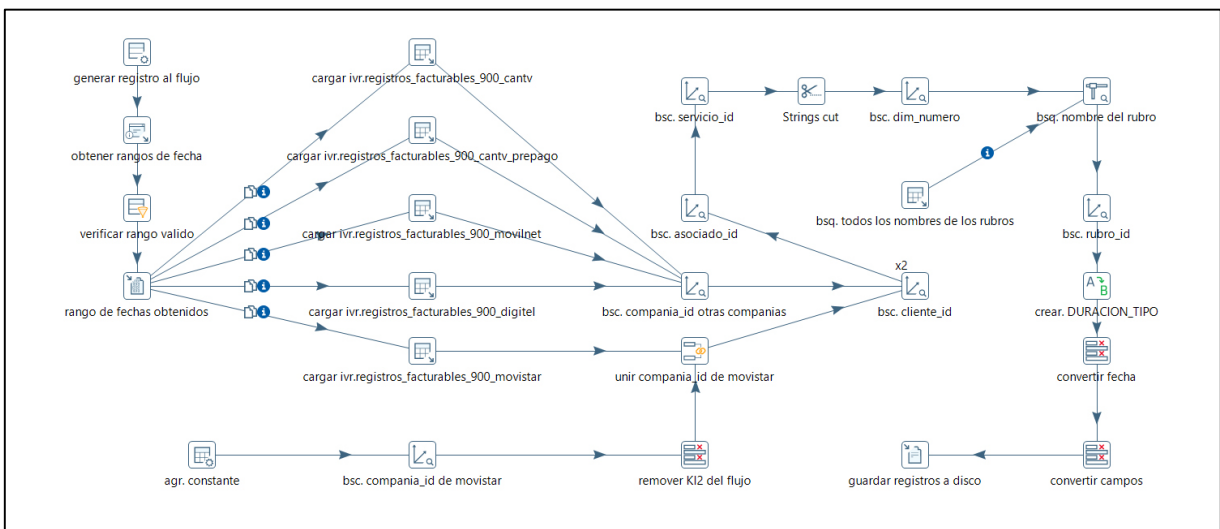 generar registro al flujo
cargar ivr.registros_facturables_900_cantv
bsc. servicio_id
Strings cut
bsc. dim_numero
bsq. nombre del rubro
obtener rangos de fecha
cargar ivr.registros_facturables_900_cantv_prepago
bsq. todos los nombres de los rubros
verificar rango valido
cargar ivr.registros_facturables_900_movilnet
bsc. asociado_id
bsc. rubro_id
x2
rango de fechas obtenidos
cargar ivr.registros_facturables_900_digitel
bsc. compania_id otras companias
bsc. cliente_id
crear. DURACION_TIPO
A
B
cargar ivr.registros_facturables_900_movistar
unir compania_id de movistar
convertir fecha
agr. constante
bsc. compania_id de movistar
remover KI2 del flujo
guardar registros a disco
convertir campos